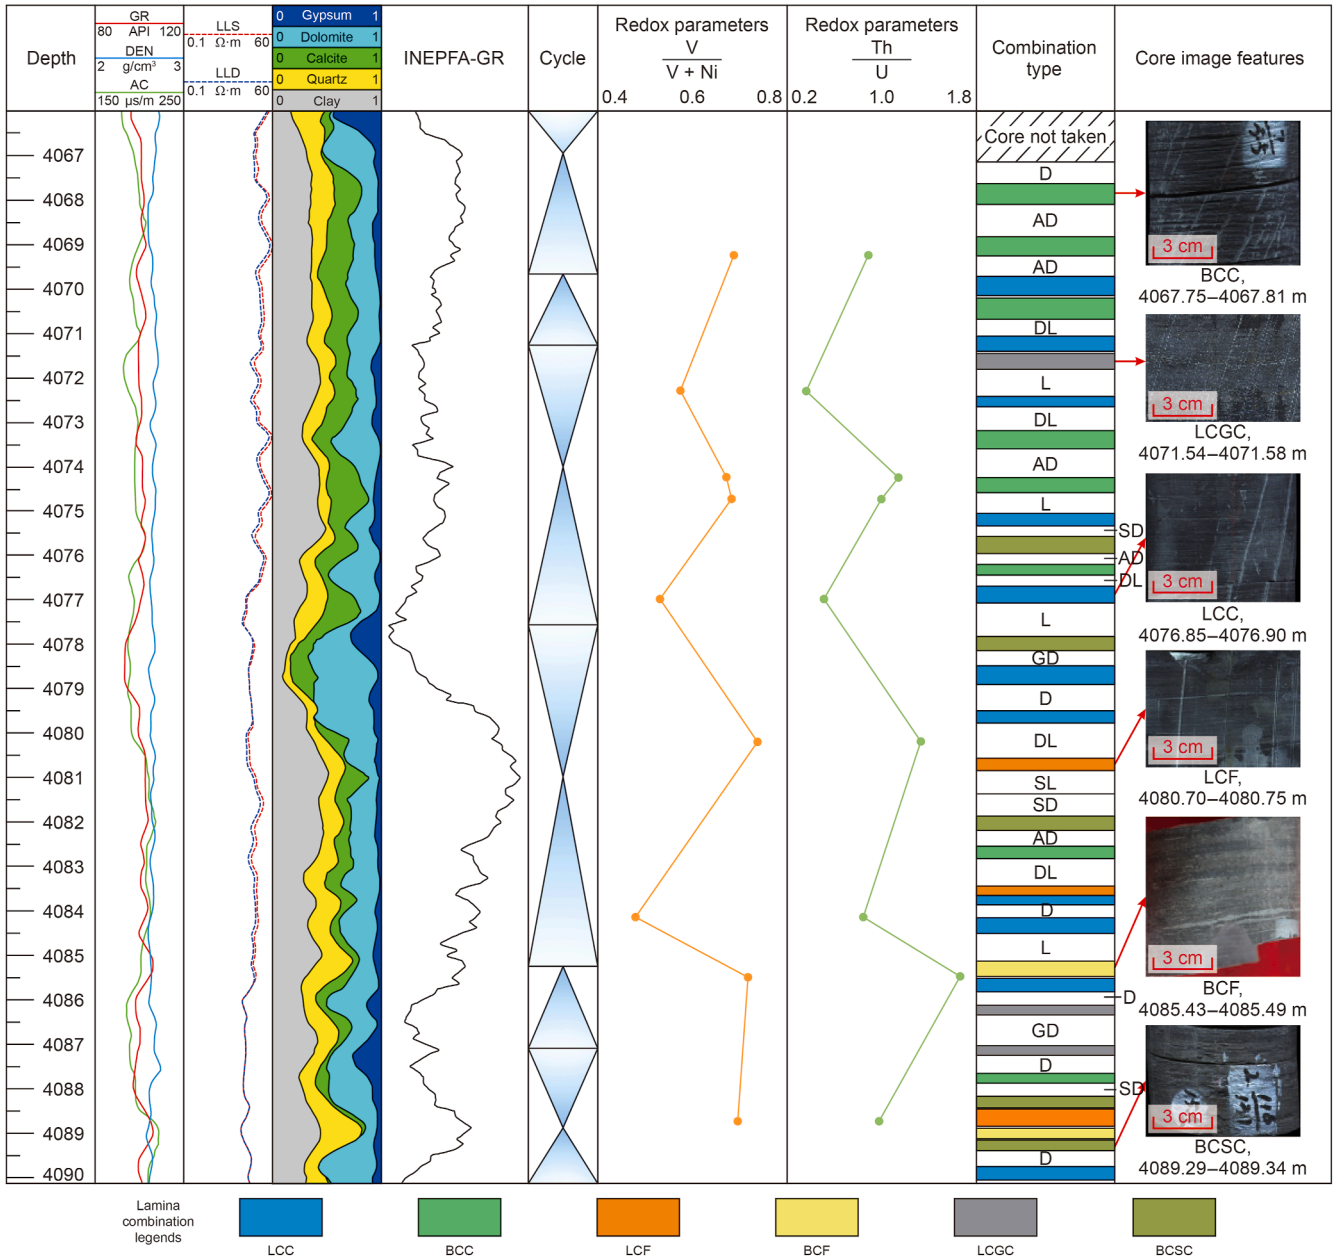 Depth
GR
80 API 120
DEN
2 g/cm³ 3
AC
150 μs/m 250
LLS
0.1 Ω·m 60
LLD
0.1 Ω·m 60
0 Gypsum 1
0 Dolomite 1
0 Calcite 1
0 Quartz 1
0 Clay 1
INEPFA-GR
Cycle
Redox parameters
V
V + Ni
0.4 0.6 0.8
Redox parameters
Th
U
0.2 1.0 1.8
Combination
type
Core image features
4067
4068
4069
4070
4071
4072
4073
4074
4075
4076
4077
4078
4079
4080
4081
4082
4083
4084
4085
4086
4087
4088
4089
4090
Core not taken
D
AD
AD
DL
L
DL
AD
L
SD
AD
DL
L
GD
D
DL
SL
SD
AD
DL
D
L
D
GD
D
SD
D
3 cm
BCC,
4067.75–4067.81 m
3 cm
LCGC,
4071.54–4071.58 m
3 cm
LCC,
4076.85–4076.90 m
3 cm
LCF,
4080.70–4080.75 m
3 cm
BCF,
4085.43–4085.49 m
3 cm
BCSC,
4089.29–4089.34 m
Lamina
combination
legends
LCC
BCC
LCF
BCF
LCGC
BCSC